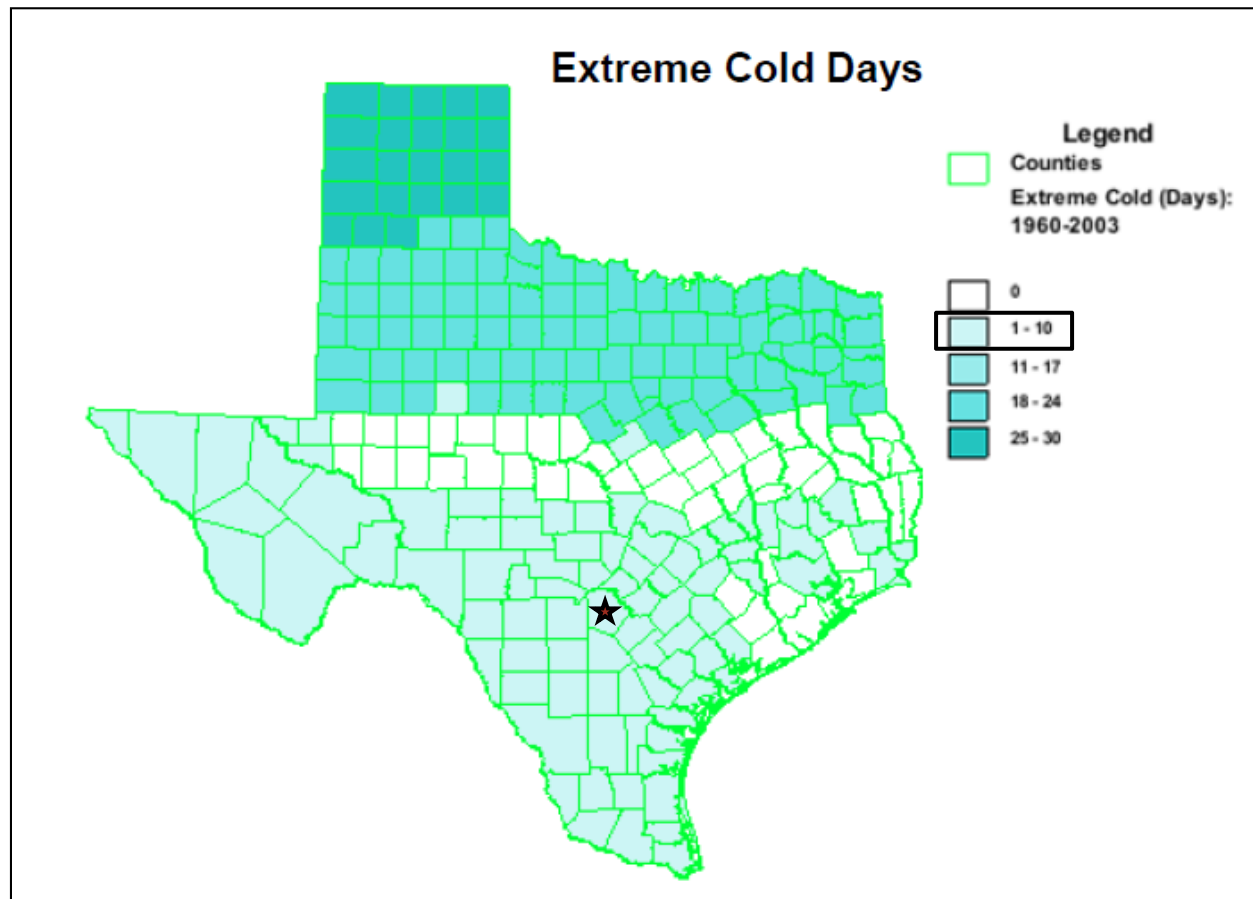 Extreme Cold Days
Legend
Counties
Extreme Cold (Days):
1960-2003
0
1 - 10
11 - 17
18 - 24
25 - 30